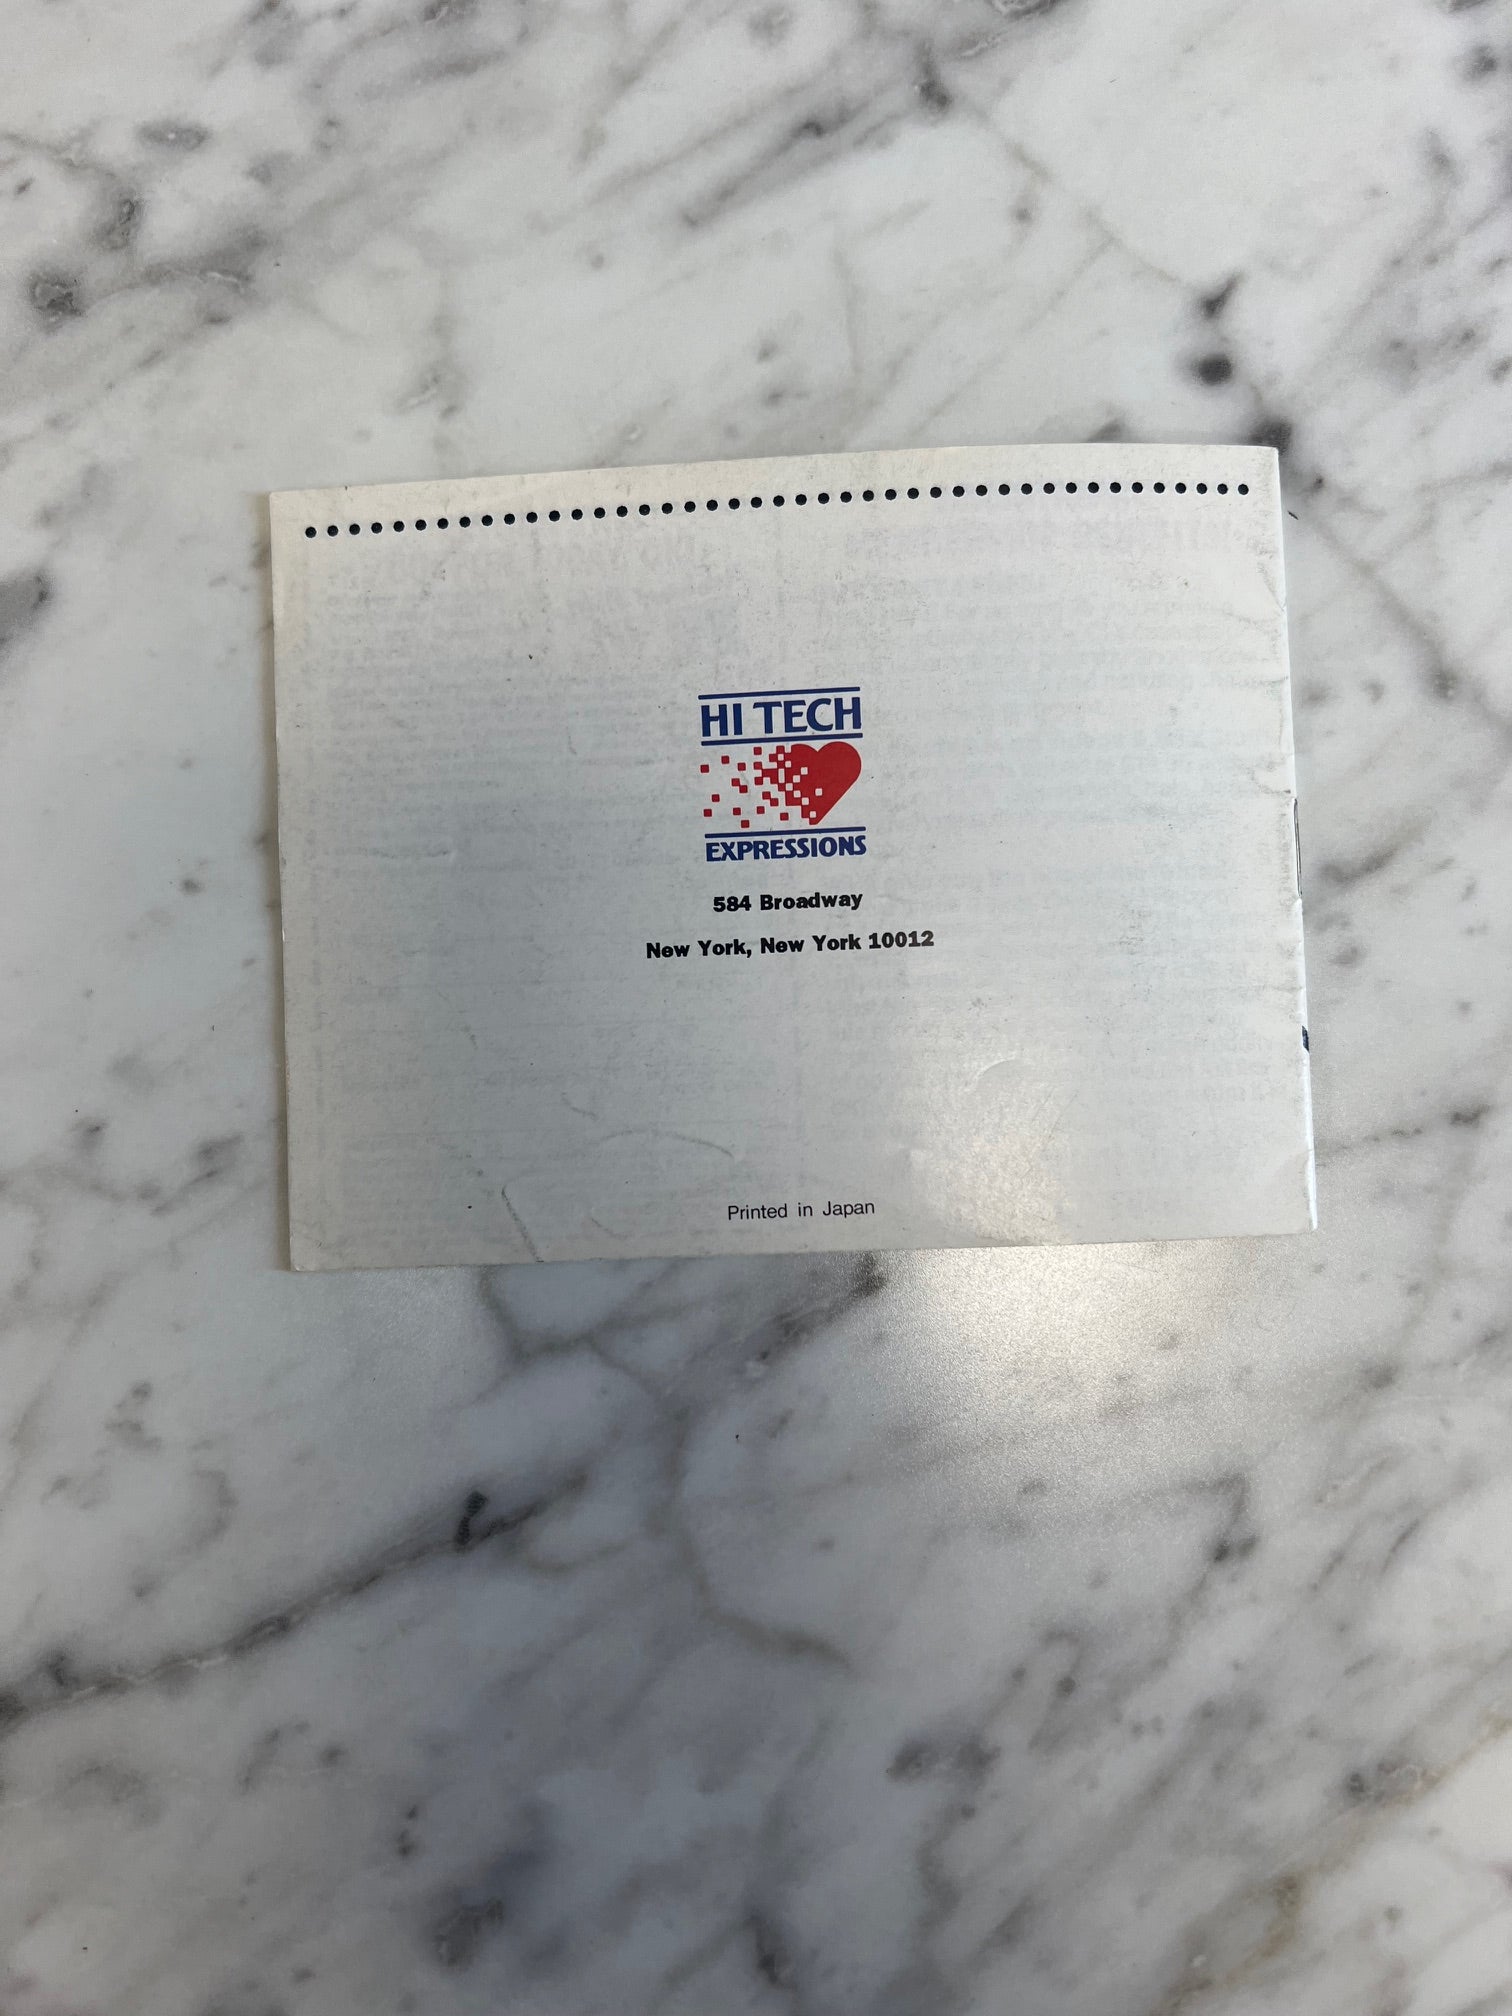 HI TECH
EXPRESSIONS
584 Broadway
New York, New York 10012
Printed in Japan